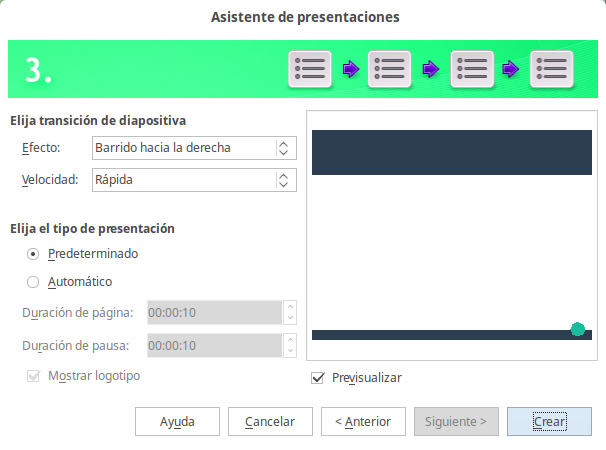 Asistente de presentaciones
3.
Elija transición de diapositiva
Efecto: Barrido hacia la derecha
Velocidad: Rápida
Elija el tipo de presentación
Predeterminado
Automático
Duración de página: 00:00:10
Duración de pausa: 00:00:10
Mostrar logotipo
Previsualizar
Ayuda Cancelar < Anterior Siguiente > Crear